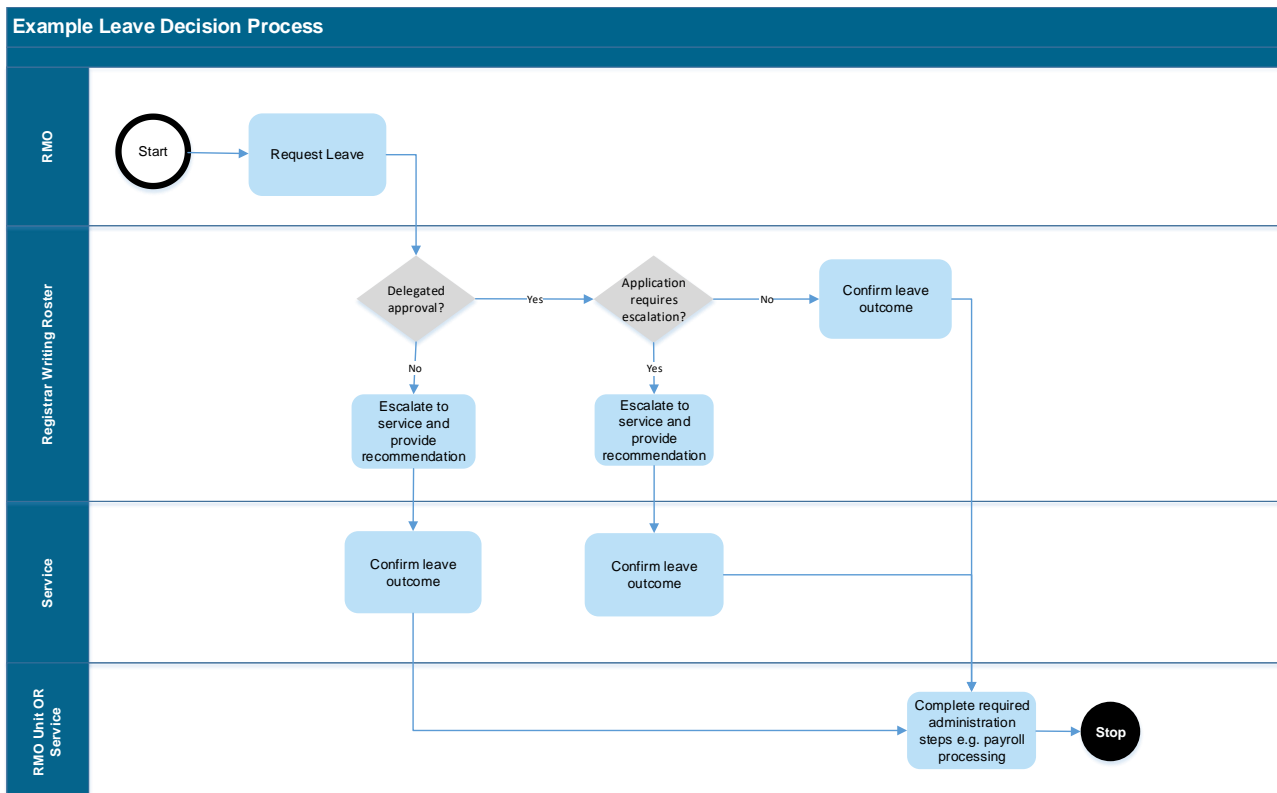 Example Leave Decision Process
RMO
Start
Request Leave
Registrar Writing Roster
Delegated
approval?
Yes
Application
requires
escalation?
No
Confirm leave
outcome
No
Yes
Escalate to
service and
provide
recommendation
Escalate to
service and
provide
recommendation
Service
Confirm leave
outcome
Confirm leave
outcome
RMO Unit OR
Service
Complete required
administration
steps e.g. payroll
processing
Stop